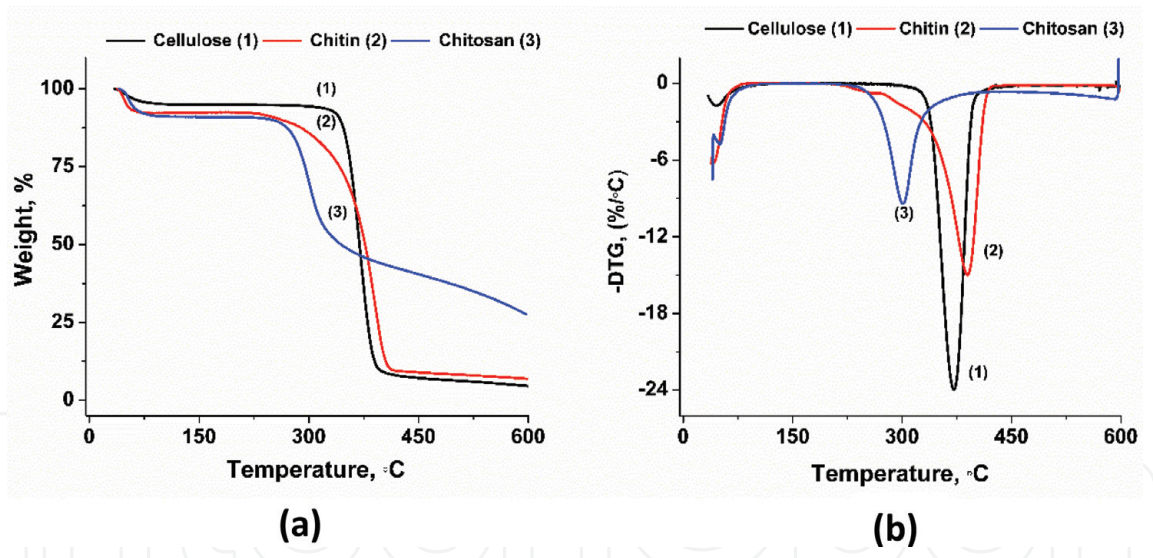 Cellulose (1) Chitin (2) Chitosan (3)
100
75
50
25
0
Weight, %
(1)
(2)
(3)
0 150 300 450 600
Temperature, °C
(a)
Cellulose (1) Chitin (2) Chitosan (3)
0
-6
-12
-18
-24
-DTG, (%/°C)
(3)
(2)
(1)
0 150 300 450 600
Temperature, °C
(b)